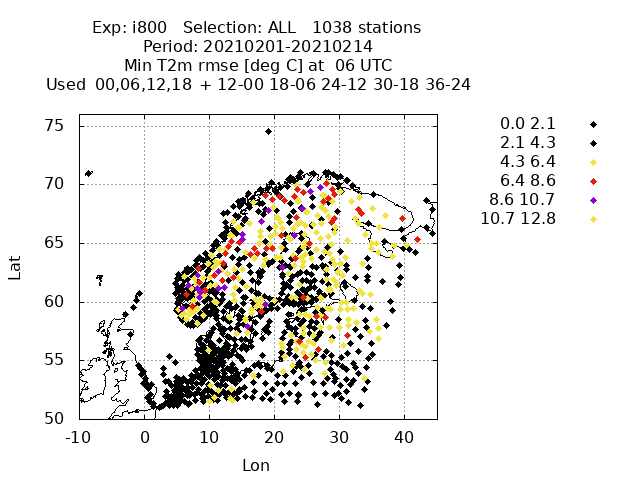 Exp: i800   Selection: ALL   1038 stations
Period: 20210201-20210214
Min T2m rmse [deg C] at  06 UTC
Used  00,06,12,18  + 12-00 18-06 24-12 30-18 36-24
0.0 2.1
2.1 4.3
4.3 6.4
6.4 8.6
8.6 10.7
10.7 12.8
75
70
65
60
55
50
Lat
-10 0 10 20 30 40
Lon